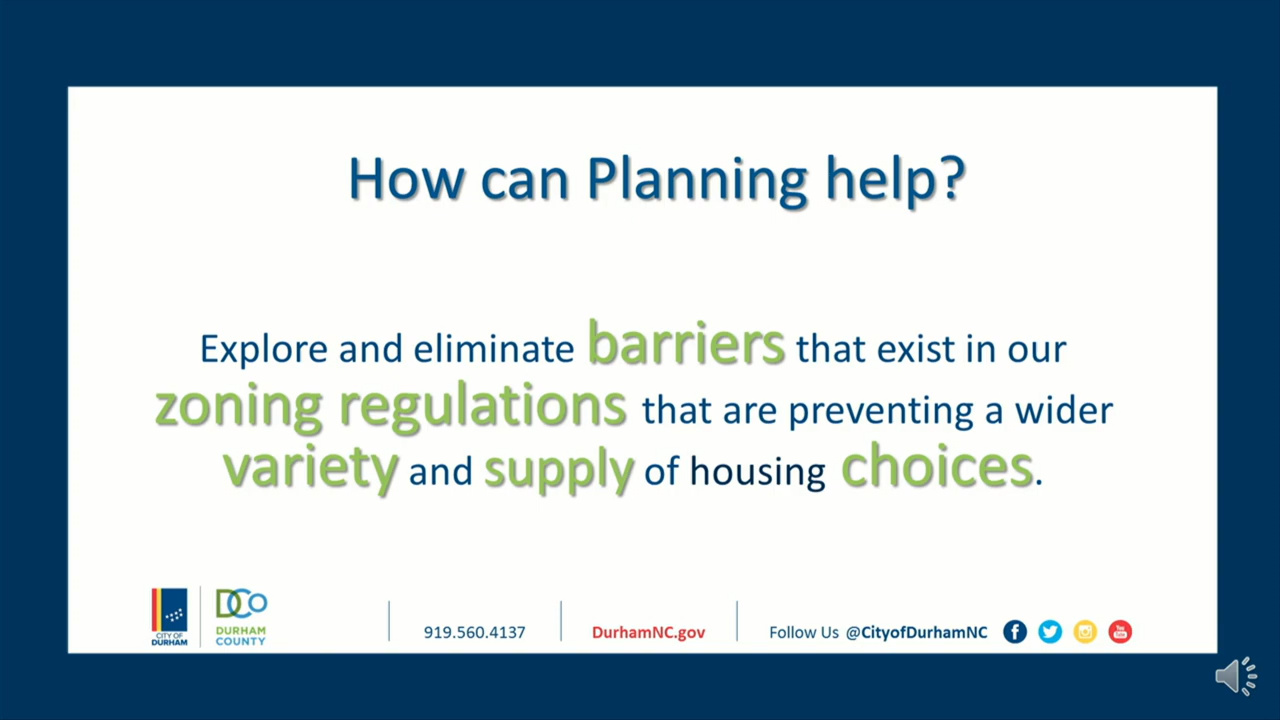 How can Planning help?
Explore and eliminate barriers that exist in our
zoning regulations that are preventing a wider
variety and supply of housing choices.
CITY OF
DURHAM
DCo
DURHAM
COUNTY
919.560.4137
DurhamNC.gov
Follow Us @CityofDurhamNC
You
Tube